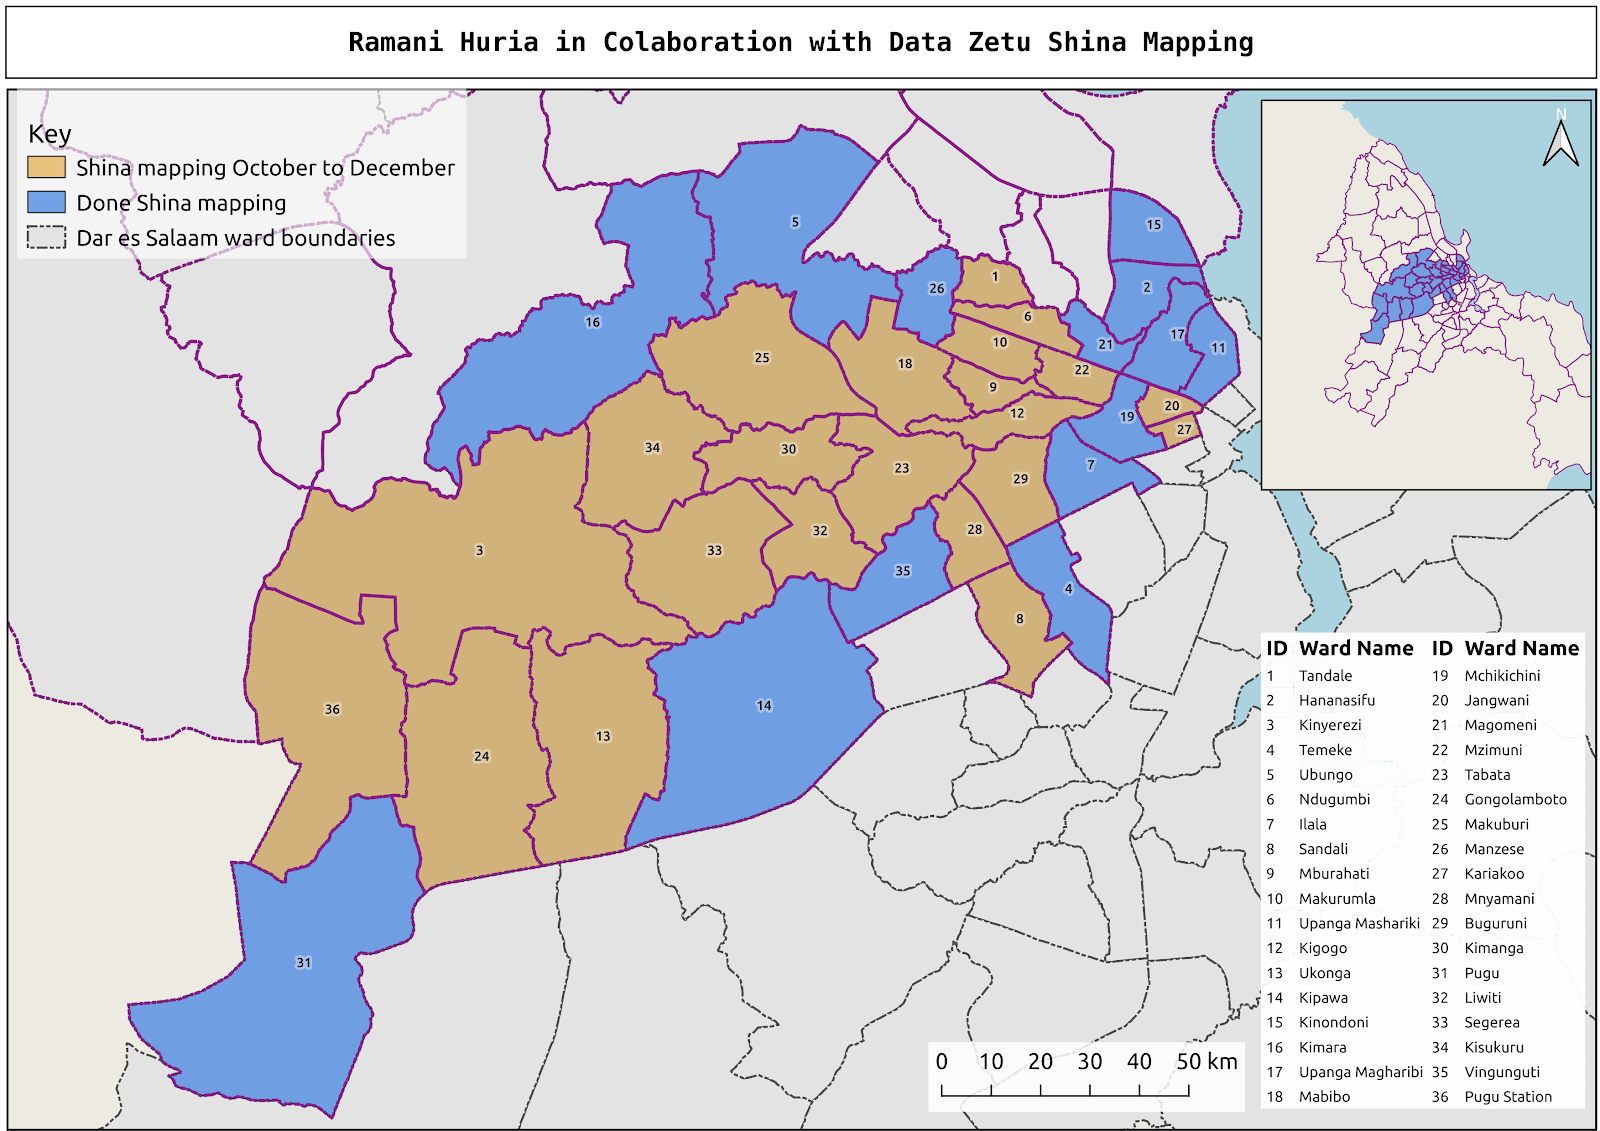 Ramani Huria in Colaboration with Data Zetu Shina Mapping
Key
Shina mapping October to December
Done Shina mapping
Dar es Salaam ward boundaries
N
5
15
1
26
2
16
6
17
10
21
11
25
18
22
9
20
12
19
27
34
30
23
7
29
32
28
3
33
35
4
8
14
36
13
24
31
0 10 20 30 40 50 km
ID Ward Name ID Ward Name
1 Tandale 19 Mchikichini
2 Hananasifu 20 Jangwani
3 Kinyerezi 21 Magomeni
4 Temeke 22 Mzimuni
5 Ubungo 23 Tabata
6 Ndugumbi 24 Gongolamboto
7 Ilala 25 Makuburi
8 Sandali 26 Manzese
9 Mburahati 27 Kariakoo
10 Makurumla 28 Mnyamani
11 Upanga Mashariki 29 Buguruni
12 Kigogo 30 Kimanga
13 Ukonga 31 Pugu
14 Kipawa 32 Liwiti
15 Kinondoni 33 Segerea
16 Kimara 34 Kisukuru
17 Upanga Magharibi 35 Vingunguti
18 Mabibo 36 Pugu Station